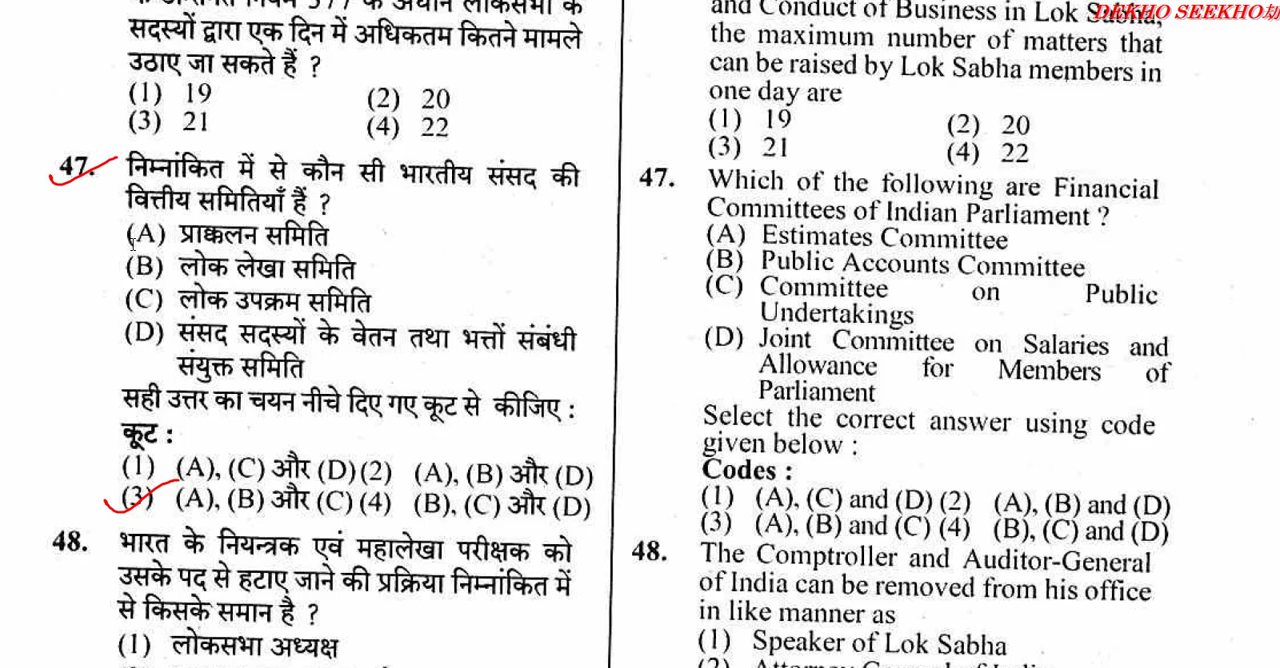 के अन्तर्गत नियम 377 के अधीन लोकसभा के
सदस्यों द्वारा एक दिन में अधिकतम कितने मामले
उठाए जा सकते हैं ?
(1) 19 (2) 20
(3) 21 (4) 22
47. निम्नांकित में से कौन सी भारतीय संसद की
वित्तीय समितियाँ हैं ?
(A) प्राक्कलन समिति
(B) लोक लेखा समिति
(C) लोक उपक्रम समिति
(D) संसद सदस्यों के वेतन तथा भत्तों संबंधी
संयुक्त समिति
सही उत्तर का चयन नीचे दिए गए कूट से कीजिए :
कूट :
(1) (A), (C) और (D) (2) (A), (B) और (D)
(3) (A), (B) और (C) (4) (B), (C) और (D)
48. भारत के नियन्त्रक एवं महालेखा परीक्षक को
उसके पद से हटाए जाने की प्रक्रिया निम्नांकित में
से किसके समान है ?
(1) लोकसभा अध्यक्ष
and Conduct of Business in Lok Sabha,
DEKHO SEEKHO
the maximum number of matters that
can be raised by Lok Sabha members in
one day are
(1) 19 (2) 20
(3) 21 (4) 22
47. Which of the following are Financial
Committees of Indian Parliament ?
(A) Estimates Committee
(B) Public Accounts Committee
(C) Committee on Public
Undertakings
(D) Joint Committee on Salaries and
Allowance for Members of
Parliament
Select the correct answer using code
given below :
Codes :
(1) (A), (C) and (D) (2) (A), (B) and (D)
(3) (A), (B) and (C) (4) (B), (C) and (D)
48. The Comptroller and Auditor-General
of India can be removed from his office
in like manner as
(1) Speaker of Lok Sabha